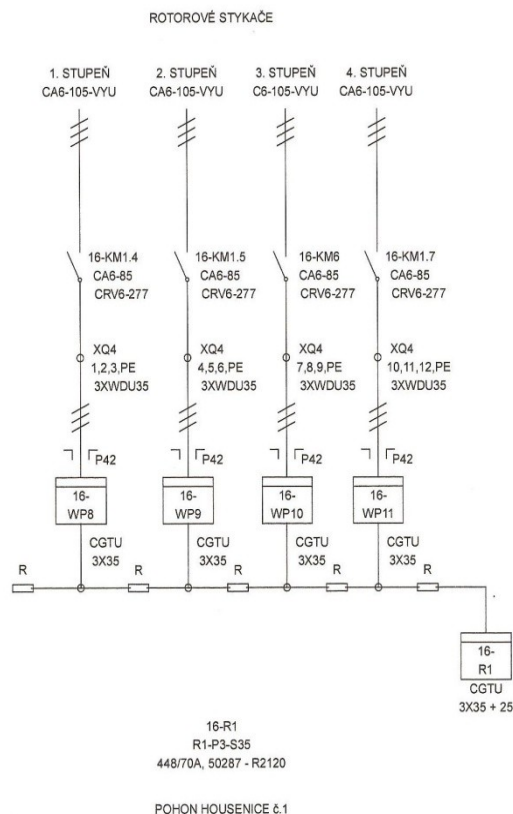 ROTOROVÉ STYKAČE
1. STUPEŇ
CA6-105-VYU
2. STUPEŇ
CA6-105-VYU
3. STUPEŇ
C6-105-VYU
4. STUPEŇ
CA6-105-VYU
16-KM1.4
CA6-85
CRV6-277
16-KM1.5
CA6-85
CRV6-277
16-KM6
CA6-85
CRV6-277
16-KM1.7
CA6-85
CRV6-277
XQ4
1,2,3,PE
3XWDU35
XQ4
4,5,6,PE
3XWDU35
XQ4
7,8,9,PE
3XWDU35
XQ4
10,11,12,PE
3XWDU35
P42
P42
P42
P42
16-
WP8
16-
WP9
16-
WP10
16-
WP11
CGTU
3X35
CGTU
3X35
CGTU
3X35
CGTU
3X35
R
R
R
R
R
16-
R1
CGTU
3X35 + 25
16-R1
R1-P3-S35
448/70A, 50287 - R2120
POHON HOUSENICE č.1